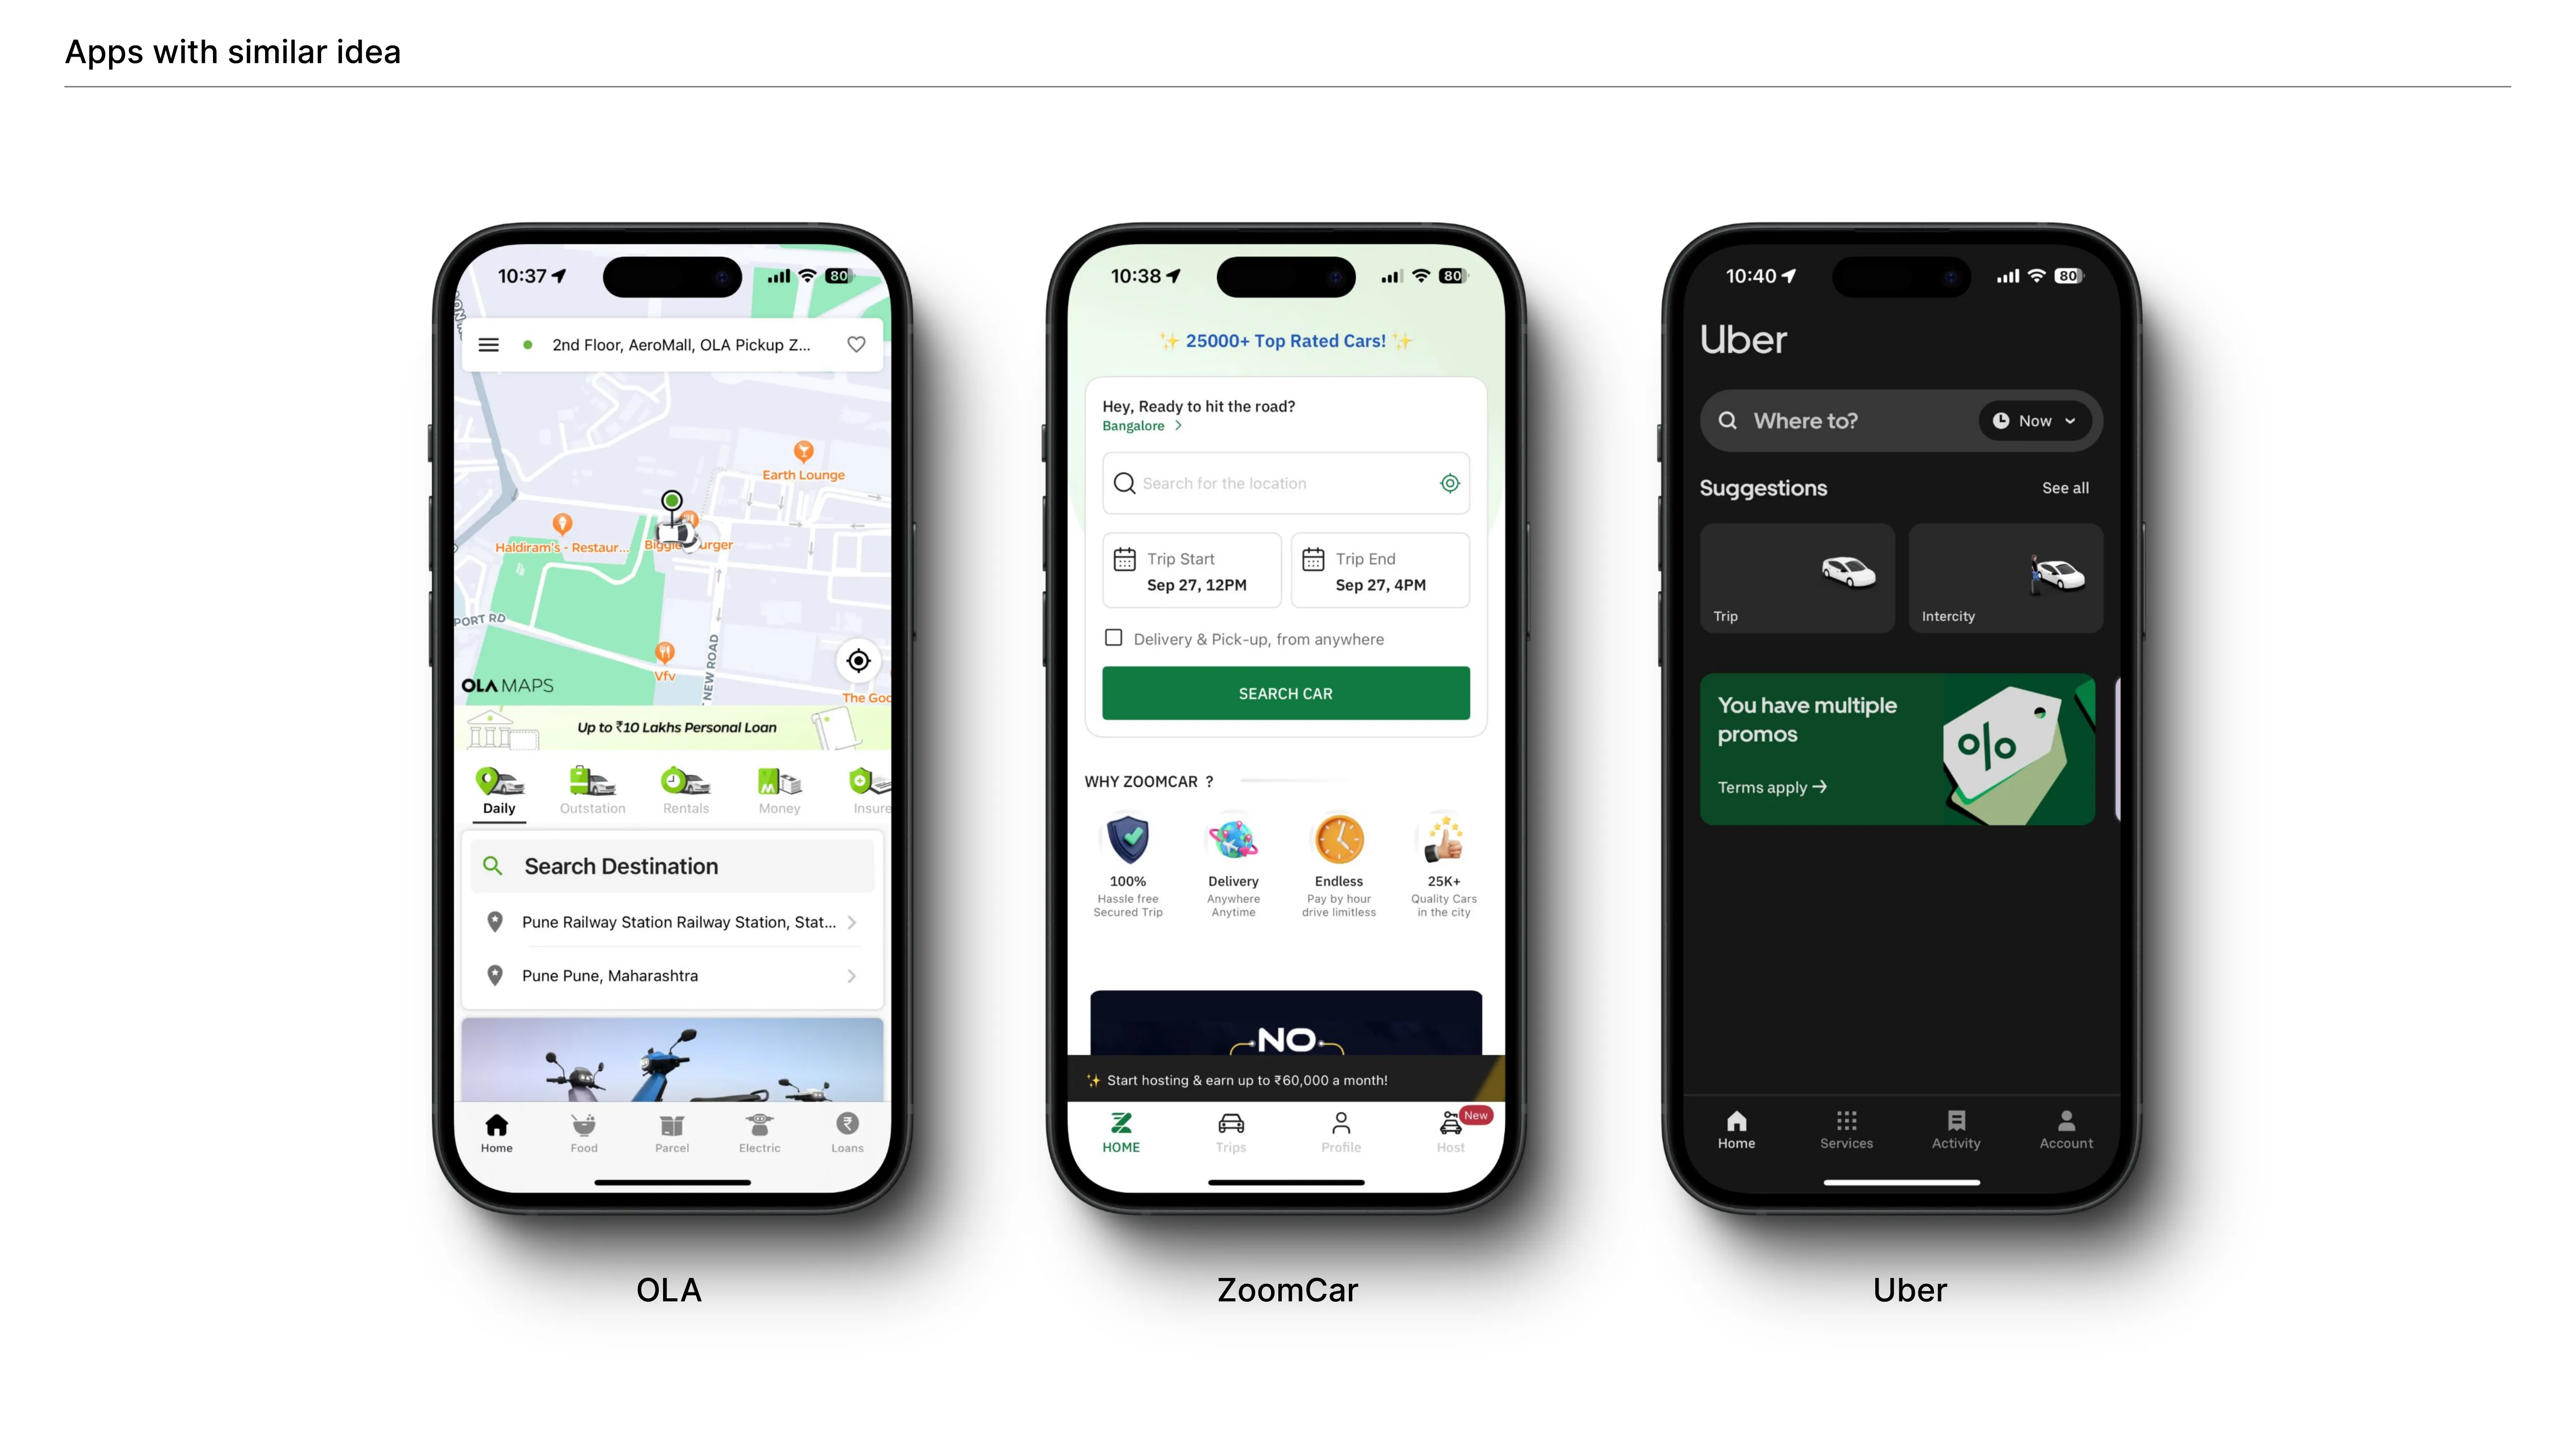 Apps with similar idea
10:37
80
2nd Floor, AeroMall, OLA Pickup Z...
Earth Lounge
Haldiram's - Restaur...
PORT RD
Vfv
NEW ROAD
OLA MAPS
Up to ₹10 Lakhs Personal Loan
Daily
Outstation
Rentals
Money
Insure
Search Destination
Pune Railway Station Railway Station, Stat...
Pune Pune, Maharashtra
Home
Food
Parcel
Electric
Loans
OLA
10:38
80
✨ 25000+ Top Rated Cars! ✨
Hey, Ready to hit the road?
Bangalore >
Search for the location
Trip Start
Sep 27, 12PM
Trip End
Sep 27, 4PM
Delivery & Pick-up, from anywhere
SEARCH CAR
WHY ZOOMCAR ?
100%
Hassle free
Secured Trip
Delivery
Anywhere
Anytime
Endless
Pay by hour
drive limitless
25K+
Quality Cars
in the city
NO
✨ Start hosting & earn up to ₹60,000 a month!
HOME
Trips
Profile
Host
New
ZoomCar
10:40
80
Uber
Where to?
Now
Suggestions
See all
Trip
Intercity
You have multiple
promos
%
Terms apply →
Home
Services
Activity
Account
Uber